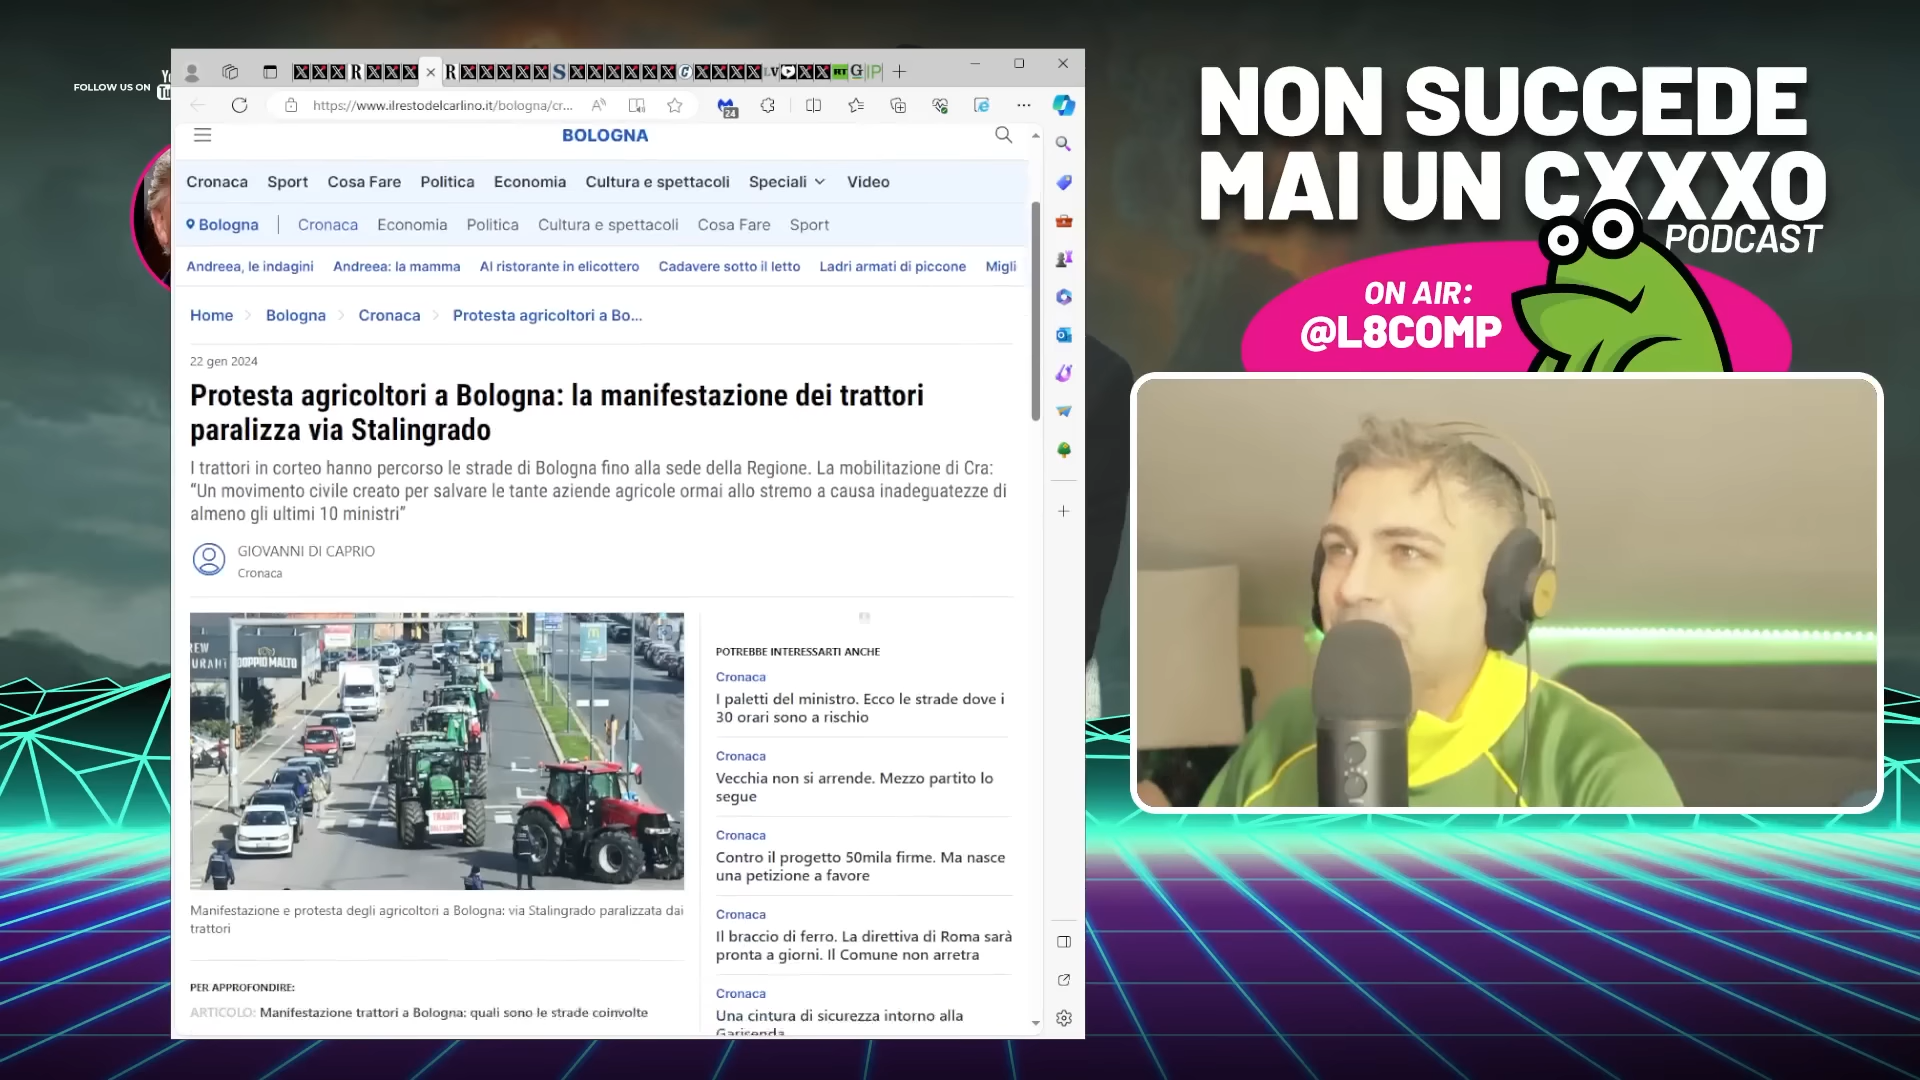 FOLLOW US ON
https://www.ilrestodelcarlino.it/bologna/cr...
24
BOLOGNA
Cronaca Sport Cosa Fare Politica Economia Cultura e spettacoli Speciali Video
Bologna Cronaca Economia Politica Cultura e spettacoli Cosa Fare Sport
Andreea, le indagini Andreea: la mamma Al ristorante in elicottero Cadavere sotto il letto Ladri armati di piccone Migli
Home Bologna Cronaca Protesta agricoltori a Bo...
22 gen 2024
Protesta agricoltori a Bologna: la manifestazione dei trattori
paralizza via Stalingrado
I trattori in corteo hanno percorso le strade di Bologna fino alla sede della Regione. La mobilitazione di Cra:
“Un movimento civile creato per salvare le tante aziende agricole ormai allo stremo a causa inadeguatezze di
almeno gli ultimi 10 ministri”
GIOVANNI DI CAPRIO
Cronaca
DOPPIO MALTO
Manifestazione e protesta degli agricoltori a Bologna: via Stalingrado paralizzata dai
trattori
PER APPROFONDIRE:
ARTICOLO: Manifestazione trattori a Bologna: quali sono le strade coinvolte
POTREBBE INTERESSARTI ANCHE
Cronaca
I paletti del ministro. Ecco le strade dove i
30 orari sono a rischio
Cronaca
Vecchia non si arrende. Mezzo partito lo
segue
Cronaca
Contro il progetto 50mila firme. Ma nasce
una petizione a favore
Cronaca
Il braccio di ferro. La direttiva di Roma sarà
pronta a giorni. Il Comune non arretra
Cronaca
Una cintura di sicurezza intorno alla
Garisenda
NON SUCCEDE
MAI UN CXXXO
PODCAST
ON AIR:
@L8COMP